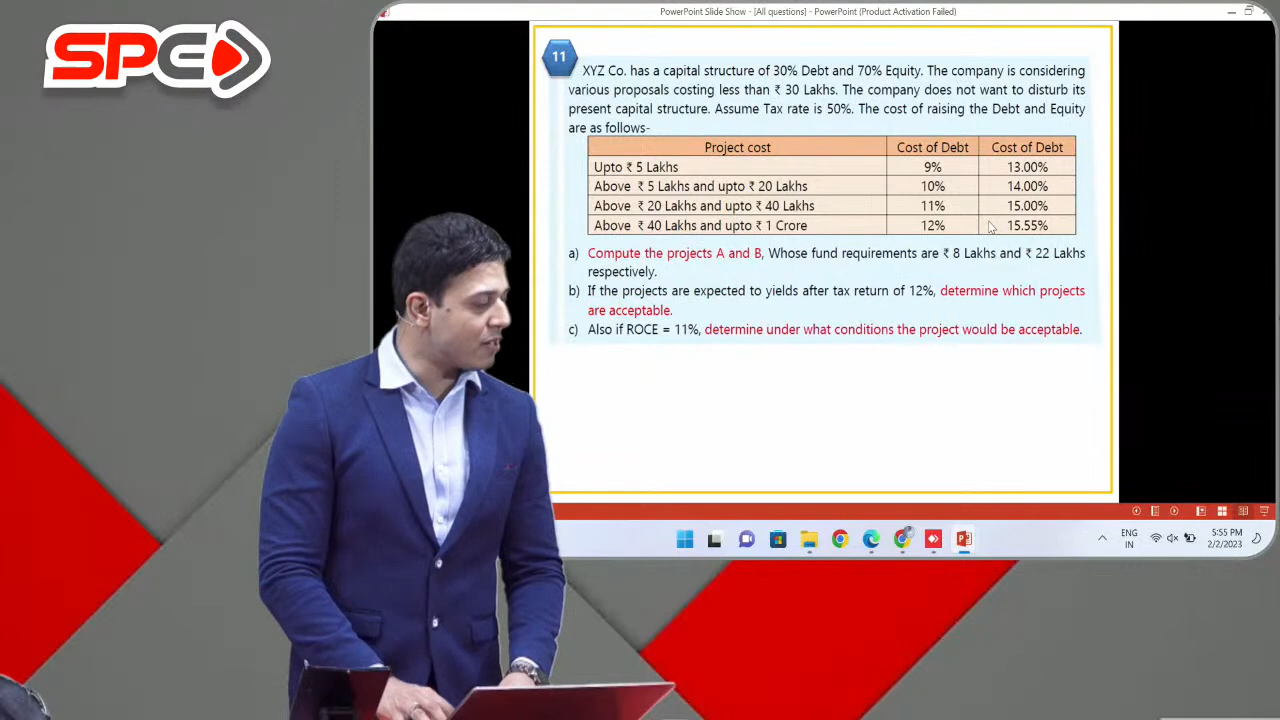 SPE
PowerPoint Slide Show - [All questions] - PowerPoint (Product Activation Failed)
11
XYZ Co. has a capital structure of 30% Debt and 70% Equity. The company is considering
various proposals costing less than ₹ 30 Lakhs. The company does not want to disturb its
present capital structure. Assume Tax rate is 50%. The cost of raising the Debt and Equity
are as follows-
Project cost Cost of Debt Cost of Debt
Upto ₹ 5 Lakhs 9% 13.00%
Above ₹ 5 Lakhs and upto ₹ 20 Lakhs 10% 14.00%
Above ₹ 20 Lakhs and upto ₹ 40 Lakhs 11% 15.00%
Above ₹ 40 Lakhs and upto ₹ 1 Crore 12% 15.55%
a) Compute the projects A and B, Whose fund requirements are ₹ 8 Lakhs and ₹ 22 Lakhs
respectively.
b) If the projects are expected to yields after tax return of 12%, determine which projects
are acceptable.
c) Also if ROCE = 11%, determine under what conditions the project would be acceptable.
ENG
IN
5:55 PM
2/2/2023